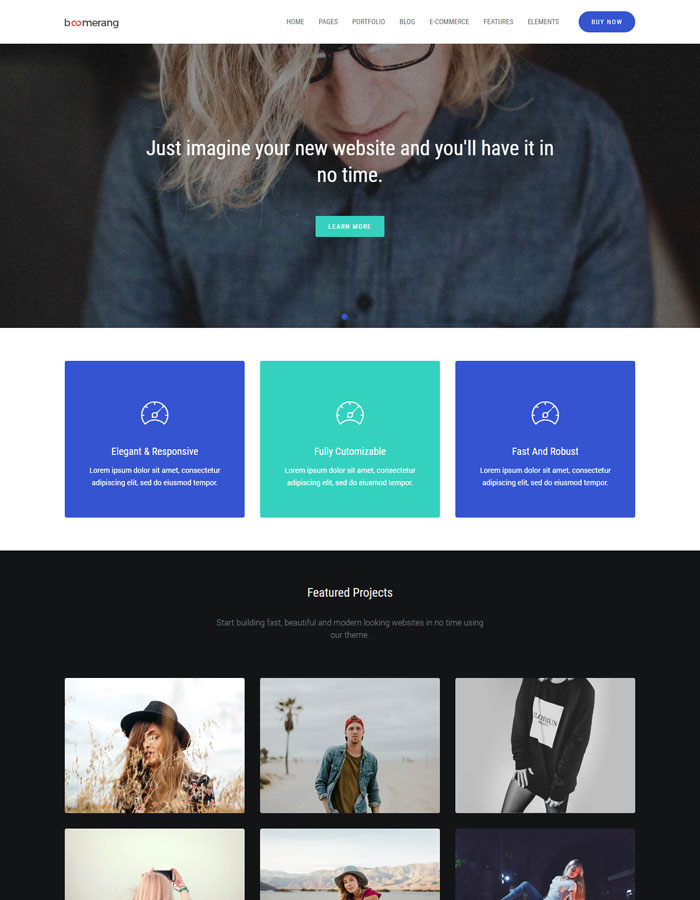 boomerang
HOME PAGES PORTFOLIO BLOG E-COMMERCE FEATURES ELEMENTS BUY NOW
Just imagine your new website and you'll have it in
no time.
LEARN MORE
Elegant & Responsive
Lorem ipsum dolor sit amet, consectetur
adipiscing elit, sed do eiusmod tempor.
Fully Cutomizable
Lorem ipsum dolor sit amet, consectetur
adipiscing elit, sed do eiusmod tempor.
Fast And Robust
Lorem ipsum dolor sit amet, consectetur
adipiscing elit, sed do eiusmod tempor.
Featured Projects
Start building fast, beautiful and modern looking websites in no time using
our theme.